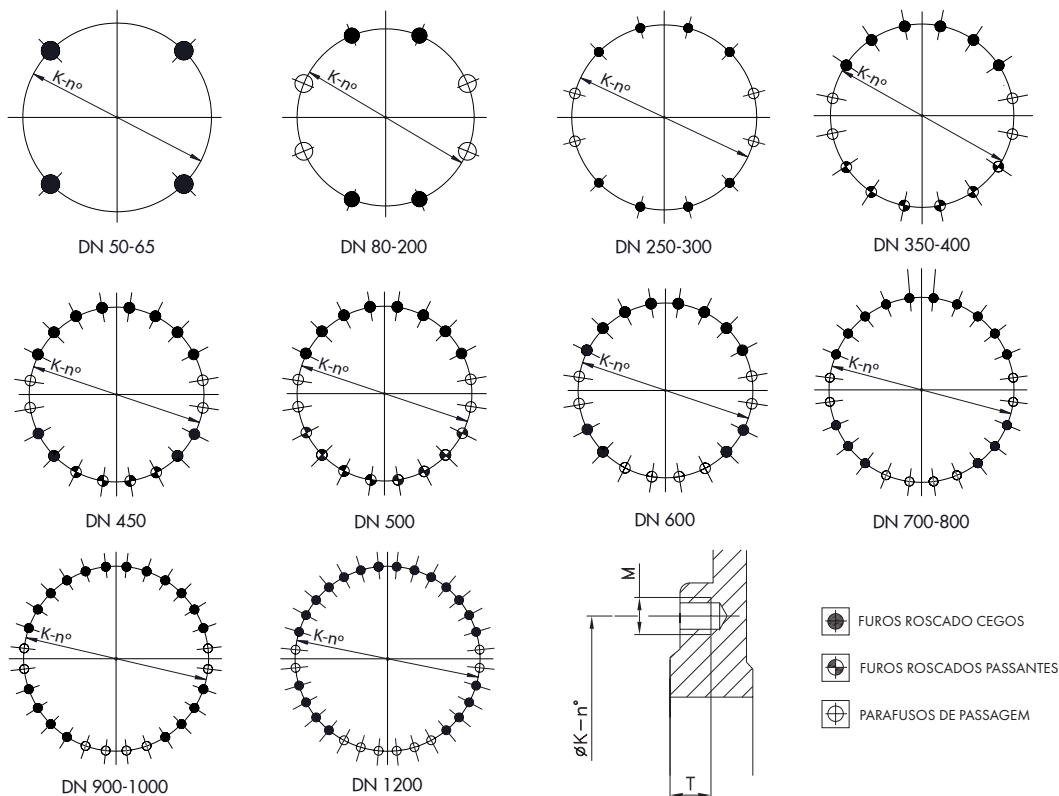 K-nº
K-nº
K-nº
K-nº
DN 50-65
DN 80-200
DN 250-300
DN 350-400
K-nº
K-nº
K-nº
K-nº
DN 450
DN 500
DN 600
DN 700-800
K-nº
K-nº
M
øK-n°
T
FUROS ROSCADO CEGOS
FUROS ROSCADOS PASSANTES
PARAFUSOS DE PASSAGEM
DN 900-1000
DN 1200